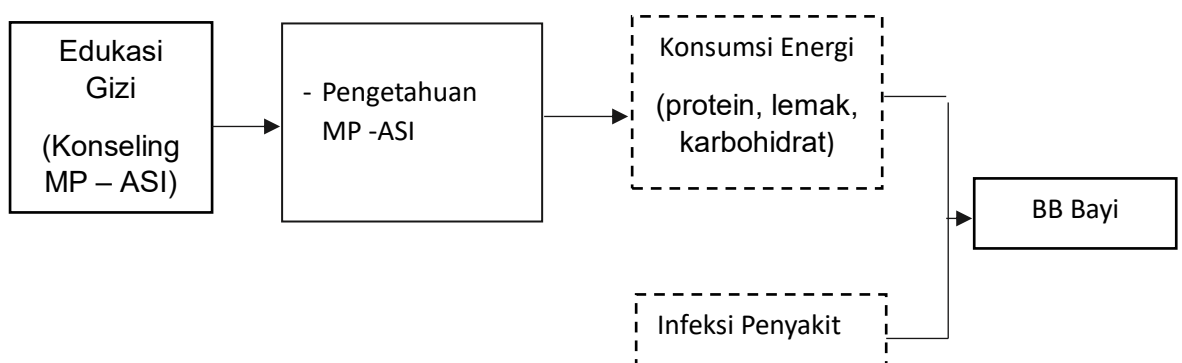 Edukasi
Gizi
(Konseling
MP – ASI)
- Pengetahuan
MP -ASI
Konsumsi Energi
(protein, lemak,
karbohidrat)
BB Bayi
Infeksi Penyakit